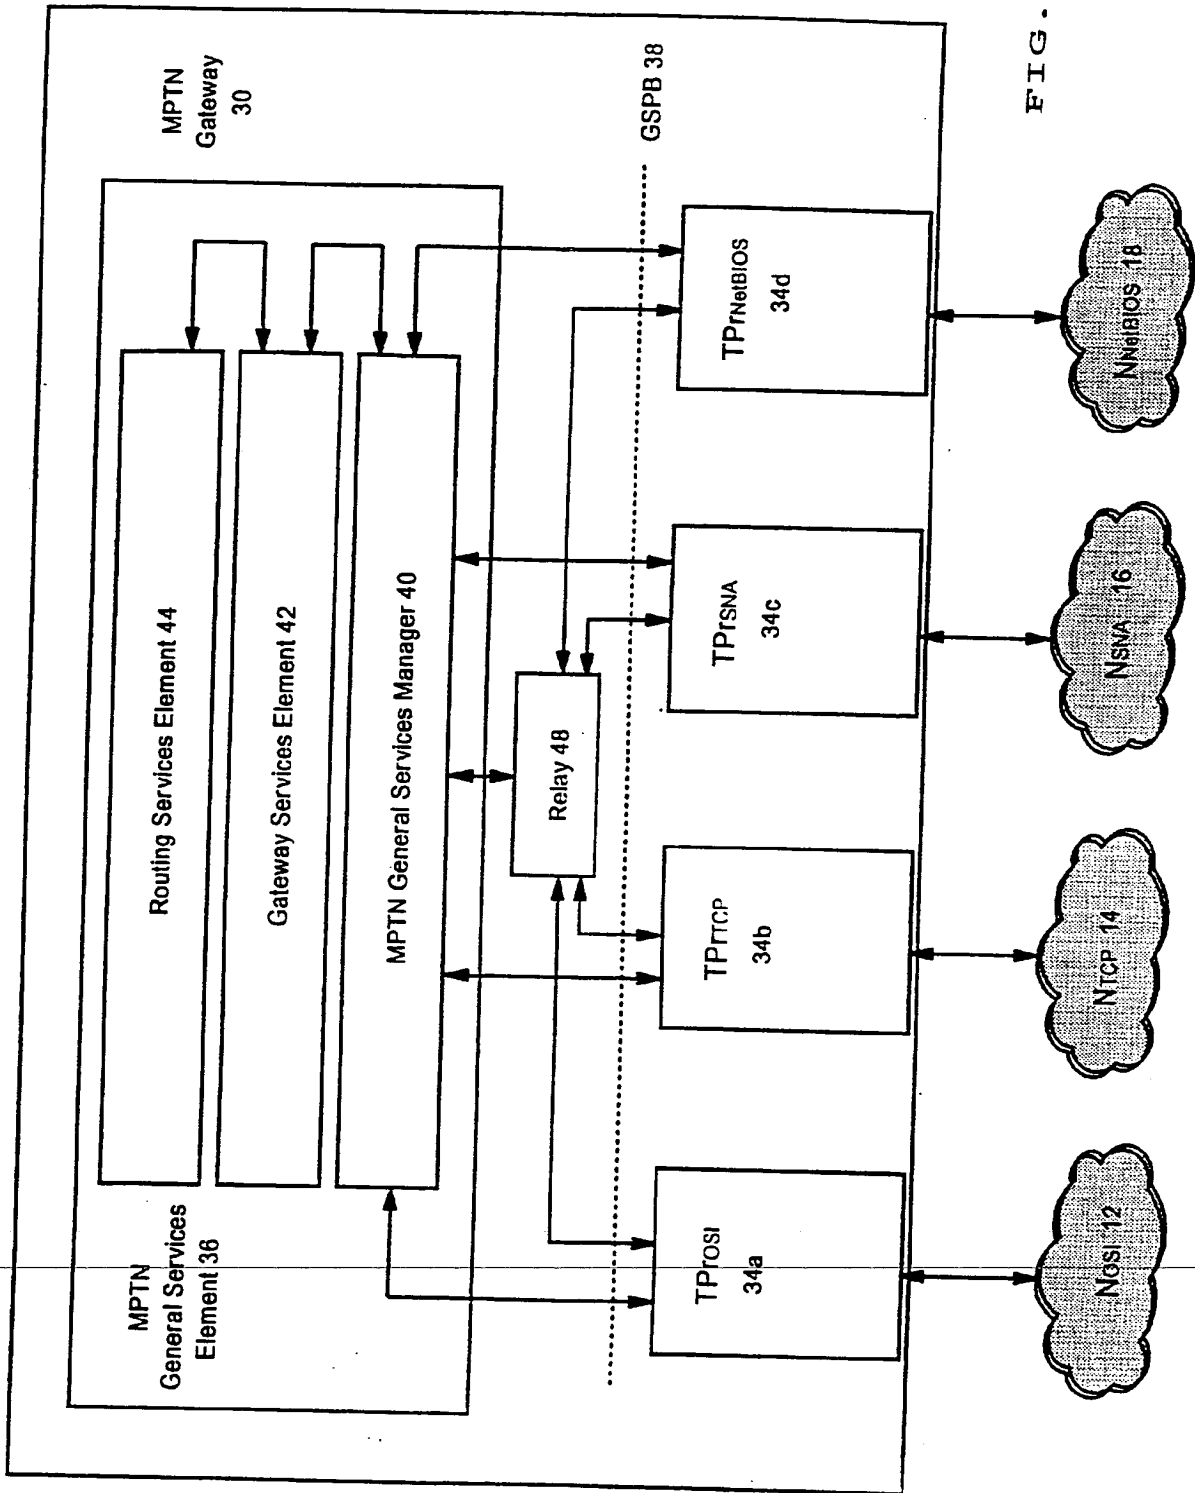 MPTN
Gateway
30
MPTN
General Services
Element 36
Routing Services Element 44
Gateway Services Element 42
MPTN General Services Manager 40
Relay 48
GSPB 38
TPrOSI
34a
TPrTCP
34b
TPrSNA
34c
TPrNetBIOS
34d
NOSI 12
NTCP 14
NSNA 16
NNetBIOS 18
FIG.